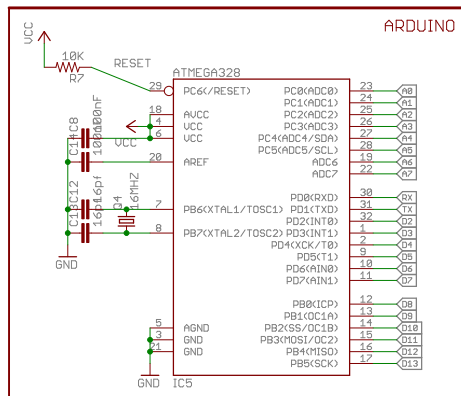 ARDUINO
VCC
10K
R7
RESET
ATMEGA328
29 PC6(/RESET) PC0(ADC0) 23 A0
PC1(ADC1) 24 A1
18 AVCC PC2(ADC2) 25 A2
4 VCC PC3(ADC3) 26 A3
6 VCC PC4(ADC4/SDA) 27 A4
PC5(ADC5/SCL) 28 A5
20 AREF ADC6 19 A6
ADC7 22 A7
VCC
C14 C8
100nF
PD0(RXD) 30 RX
7 PB6(XTAL1/TOSC1) PD1(TXD) 31 TX
PD2(INT0) 32 D2
8 PB7(XTAL2/TOSC2) PD3(INT1) 1 D3
PD4(XCK/T0) 2 D4
PD5(T1) 9 D5
PD6(AIN0) 10 D6
PD7(AIN1) 11 D7
C13 C12
16pf 16pf
Q4
16MHZ
GND
PB0(ICP) 12 D8
PB1(OC1A) 13 D9
5 AGND PB2(SS/OC1B) 14 D10
3 GND PB3(MOSI/OC2) 15 D11
21 GND PB4(MISO) 16 D12
PB5(SCK) 17 D13
GND
IC5